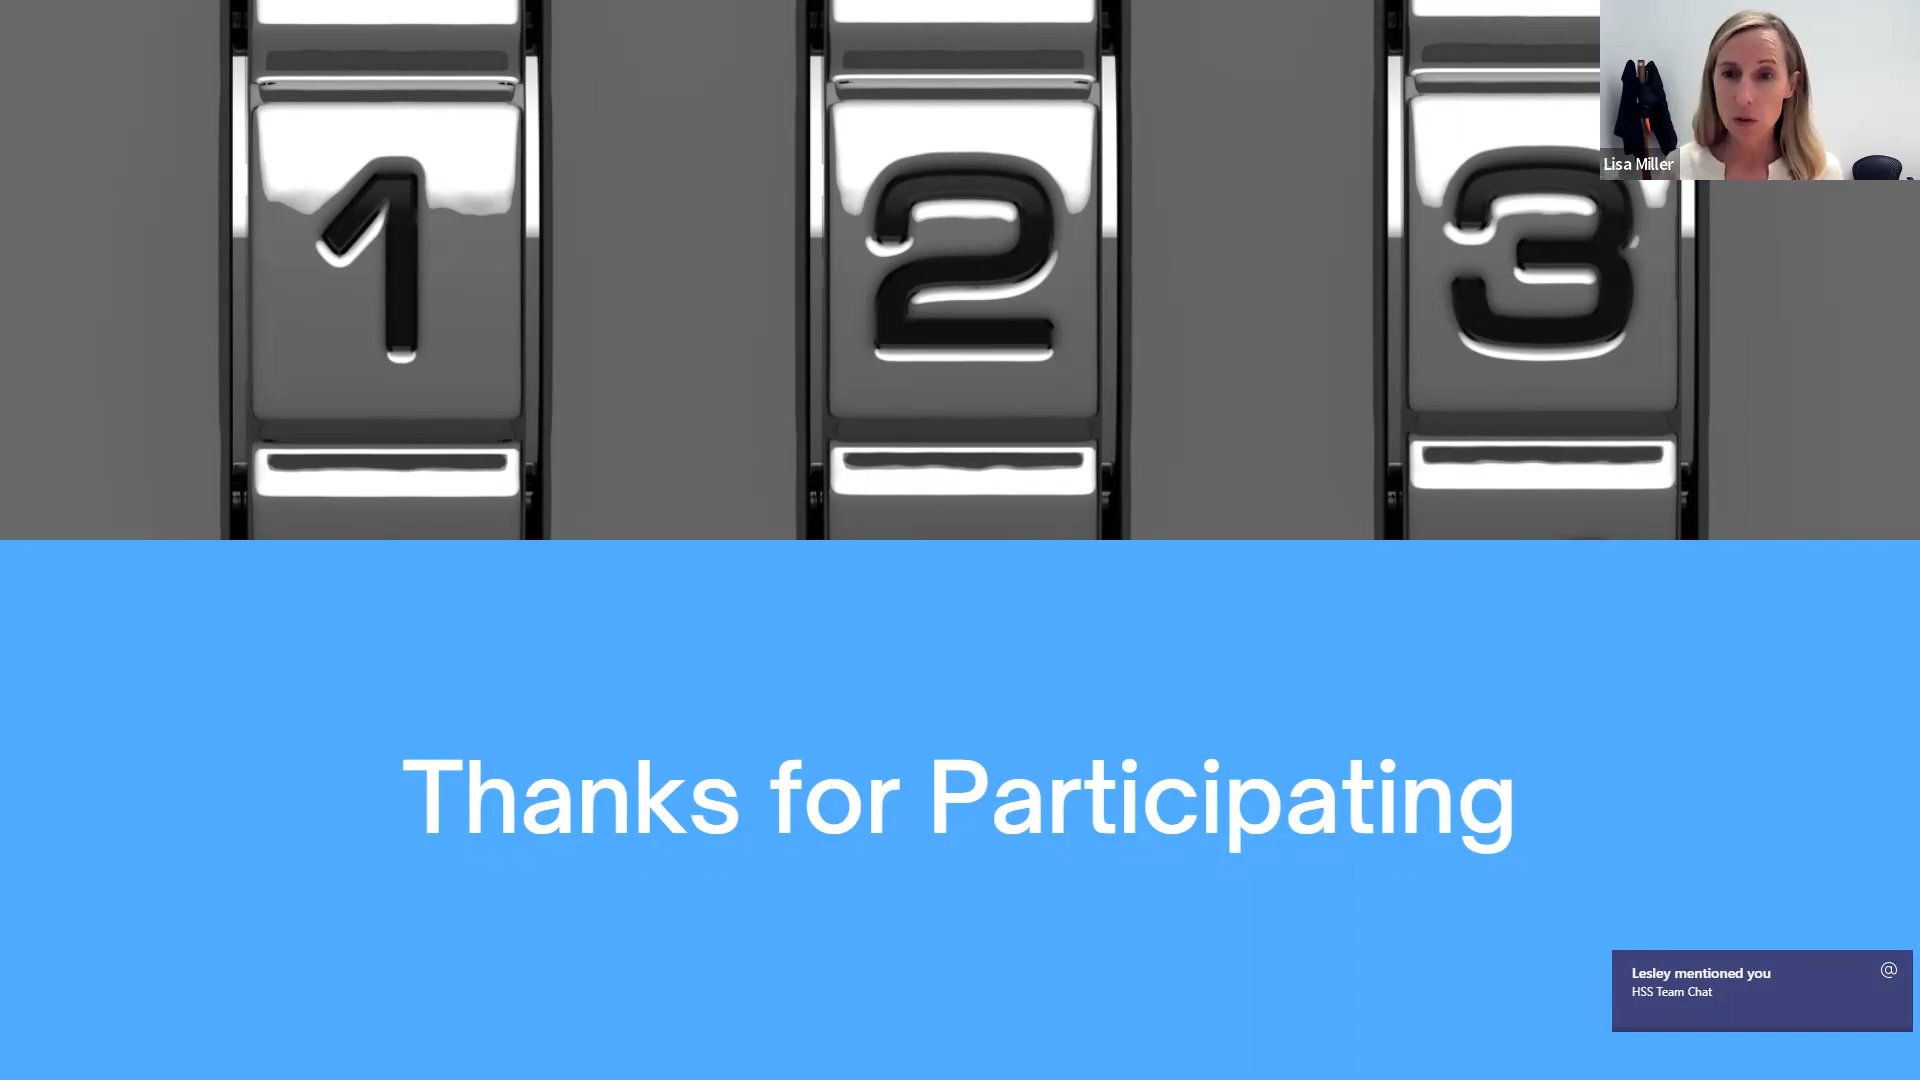 1 2 3
Lisa Miller
Thanks for Participating
Lesley mentioned you @
HSS Team Chat